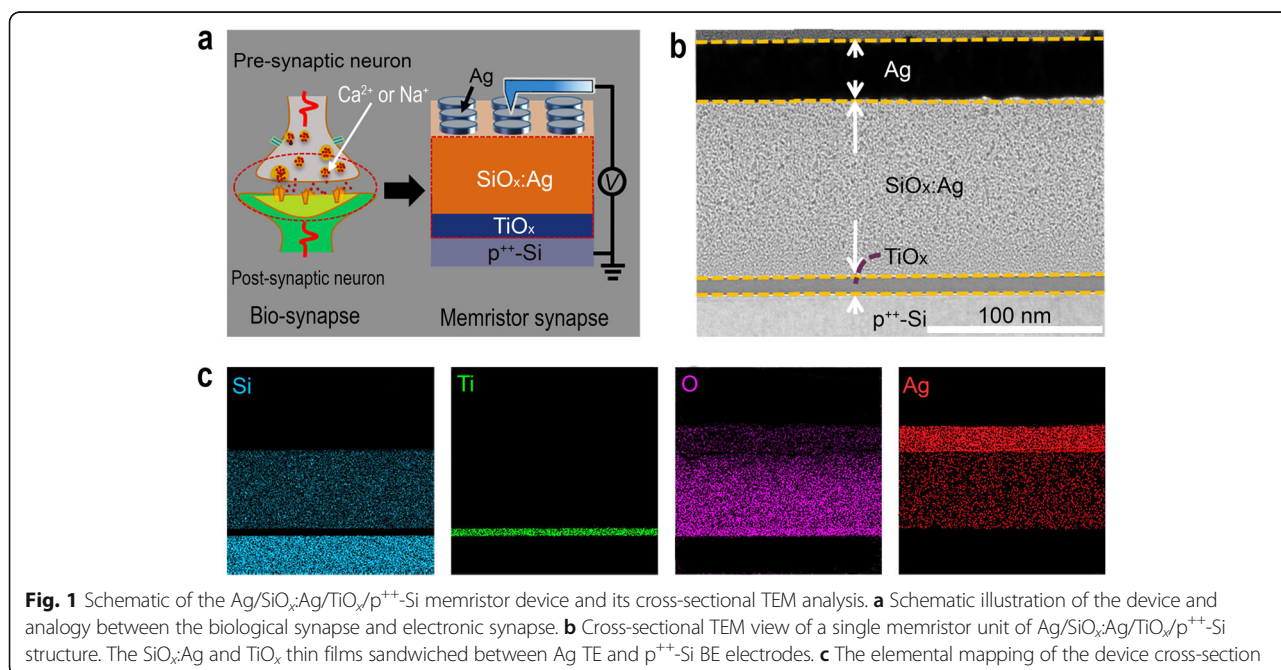 a
Pre-synaptic neuron
Ca²⁺ or Na⁺
Post-synaptic neuron
Bio-synapse
Ag
SiOₓ:Ag
TiOₓ
p⁺⁺-Si
V
Memristor synapse
b
Ag
SiOₓ:Ag
TiOₓ
p⁺⁺-Si
100 nm
c
Si
Ti
O
Ag
Fig. 1 Schematic of the Ag/SiOₓ:Ag/TiOₓ/p⁺⁺-Si memristor device and its cross-sectional TEM analysis. a Schematic illustration of the device and
analogy between the biological synapse and electronic synapse. b Cross-sectional TEM view of a single memristor unit of Ag/SiOₓ:Ag/TiOₓ/p⁺⁺-Si
structure. The SiOₓ:Ag and TiOₓ thin films sandwiched between Ag TE and p⁺⁺-Si BE electrodes. c The elemental mapping of the device cross-section